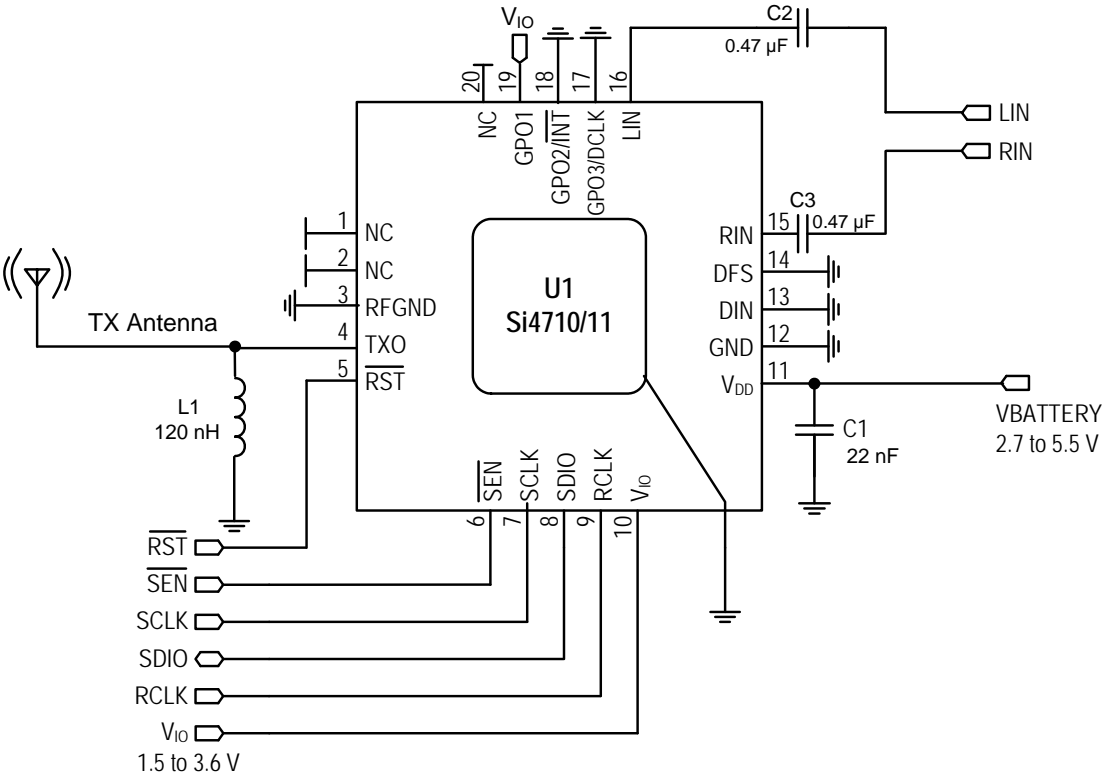 C2
0.47 µF
VIO
20
19
18
17
16
NC
GPO1
GPO2/INT
GPO3/DCLK
LIN
LIN
RIN
C3
0.47 µF
1
NC
2
NC
3
RFGND
4
TXO
5
RST
15
RIN
14
DFS
13
DIN
12
GND
11
VDD
U1
Si4710/11
TX Antenna
L1
120 nH
VBATTERY
2.7 to 5.5 V
C1
22 nF
SEN
SCLK
SDIO
RCLK
VIO
6
7
8
9
10
RST
SEN
SCLK
SDIO
RCLK
VIO
1.5 to 3.6 V